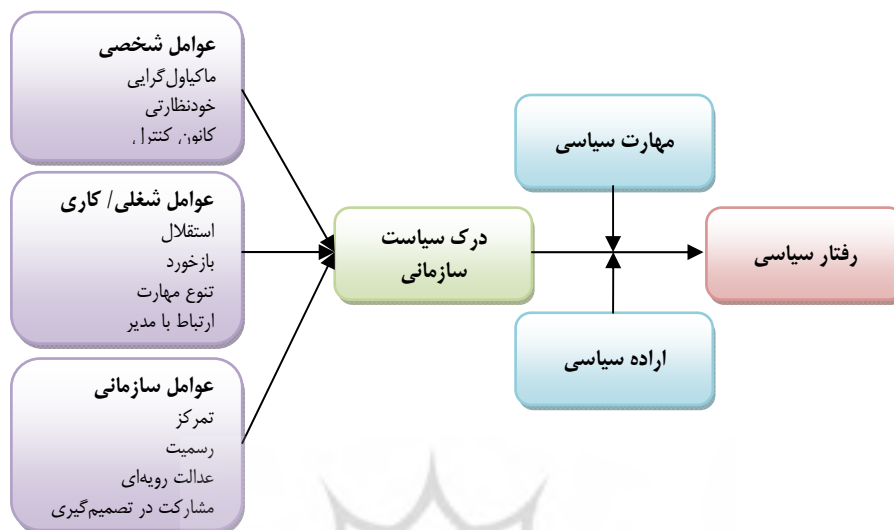 عوامل شخصی
ماکیاول‌گرایی
خودنظارتی
کانون کنترل
عوامل شغلی/ کاری
استقلال
بازخورد
تنوع مهارت
ارتباط با مدیر
عوامل سازمانی
تمرکز
رسمیت
عدالت رویه‌ای
مشارکت در تصمیم‌گیری
درک سیاست
سازمانی
مهارت سیاسی
اراده سیاسی
رفتار سیاسی